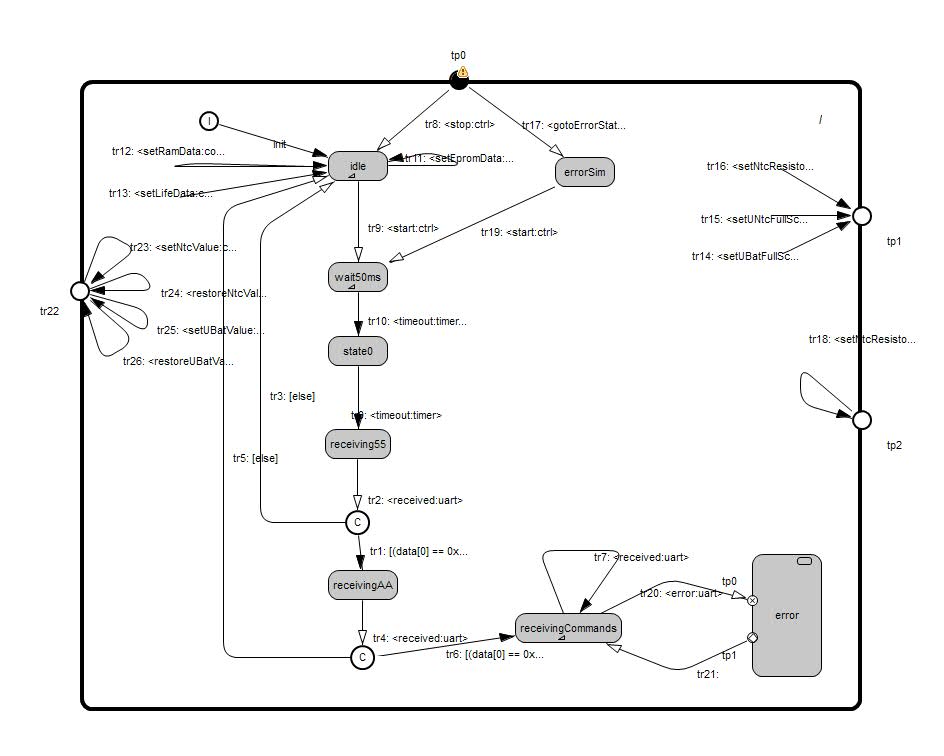 tp0
I
tr8: <stop:ctrl>
tr17: <gotoErrorStat...
/
Init
tr12: <setRamData:co...
tr11: <setEpromData:...
idle
errorSim
tr16: <setNtcResisto...
tr13: <setLifeData:c...
tr15: <setUNtcFullSc...
tr9: <start:ctrl>
tr19: <start:ctrl>
tp1
tr23: <setNtcValue:c...
tr14: <setUBatFullSc...
wait50ms
tr24: <restoreNtcVal...
tr22
tr10: <timeout:timer...
tr25: <setUBatValue:...
tr18: <setNtcResisto...
state0
tr26: <restoreUBatVa...
tr3: [else]
<timeout:timer>
receiving55
tp2
tr5: [else]
tr2: <received:uart>
C
tr1: [(data[0] == 0x...
tr7: <received:uart>
receivingAA
tp0
tr20: <error:uart>
error
receivingCommands
tr4: <received:uart>
tr6: [(data[0] == 0x...
C
tp1
tr21: